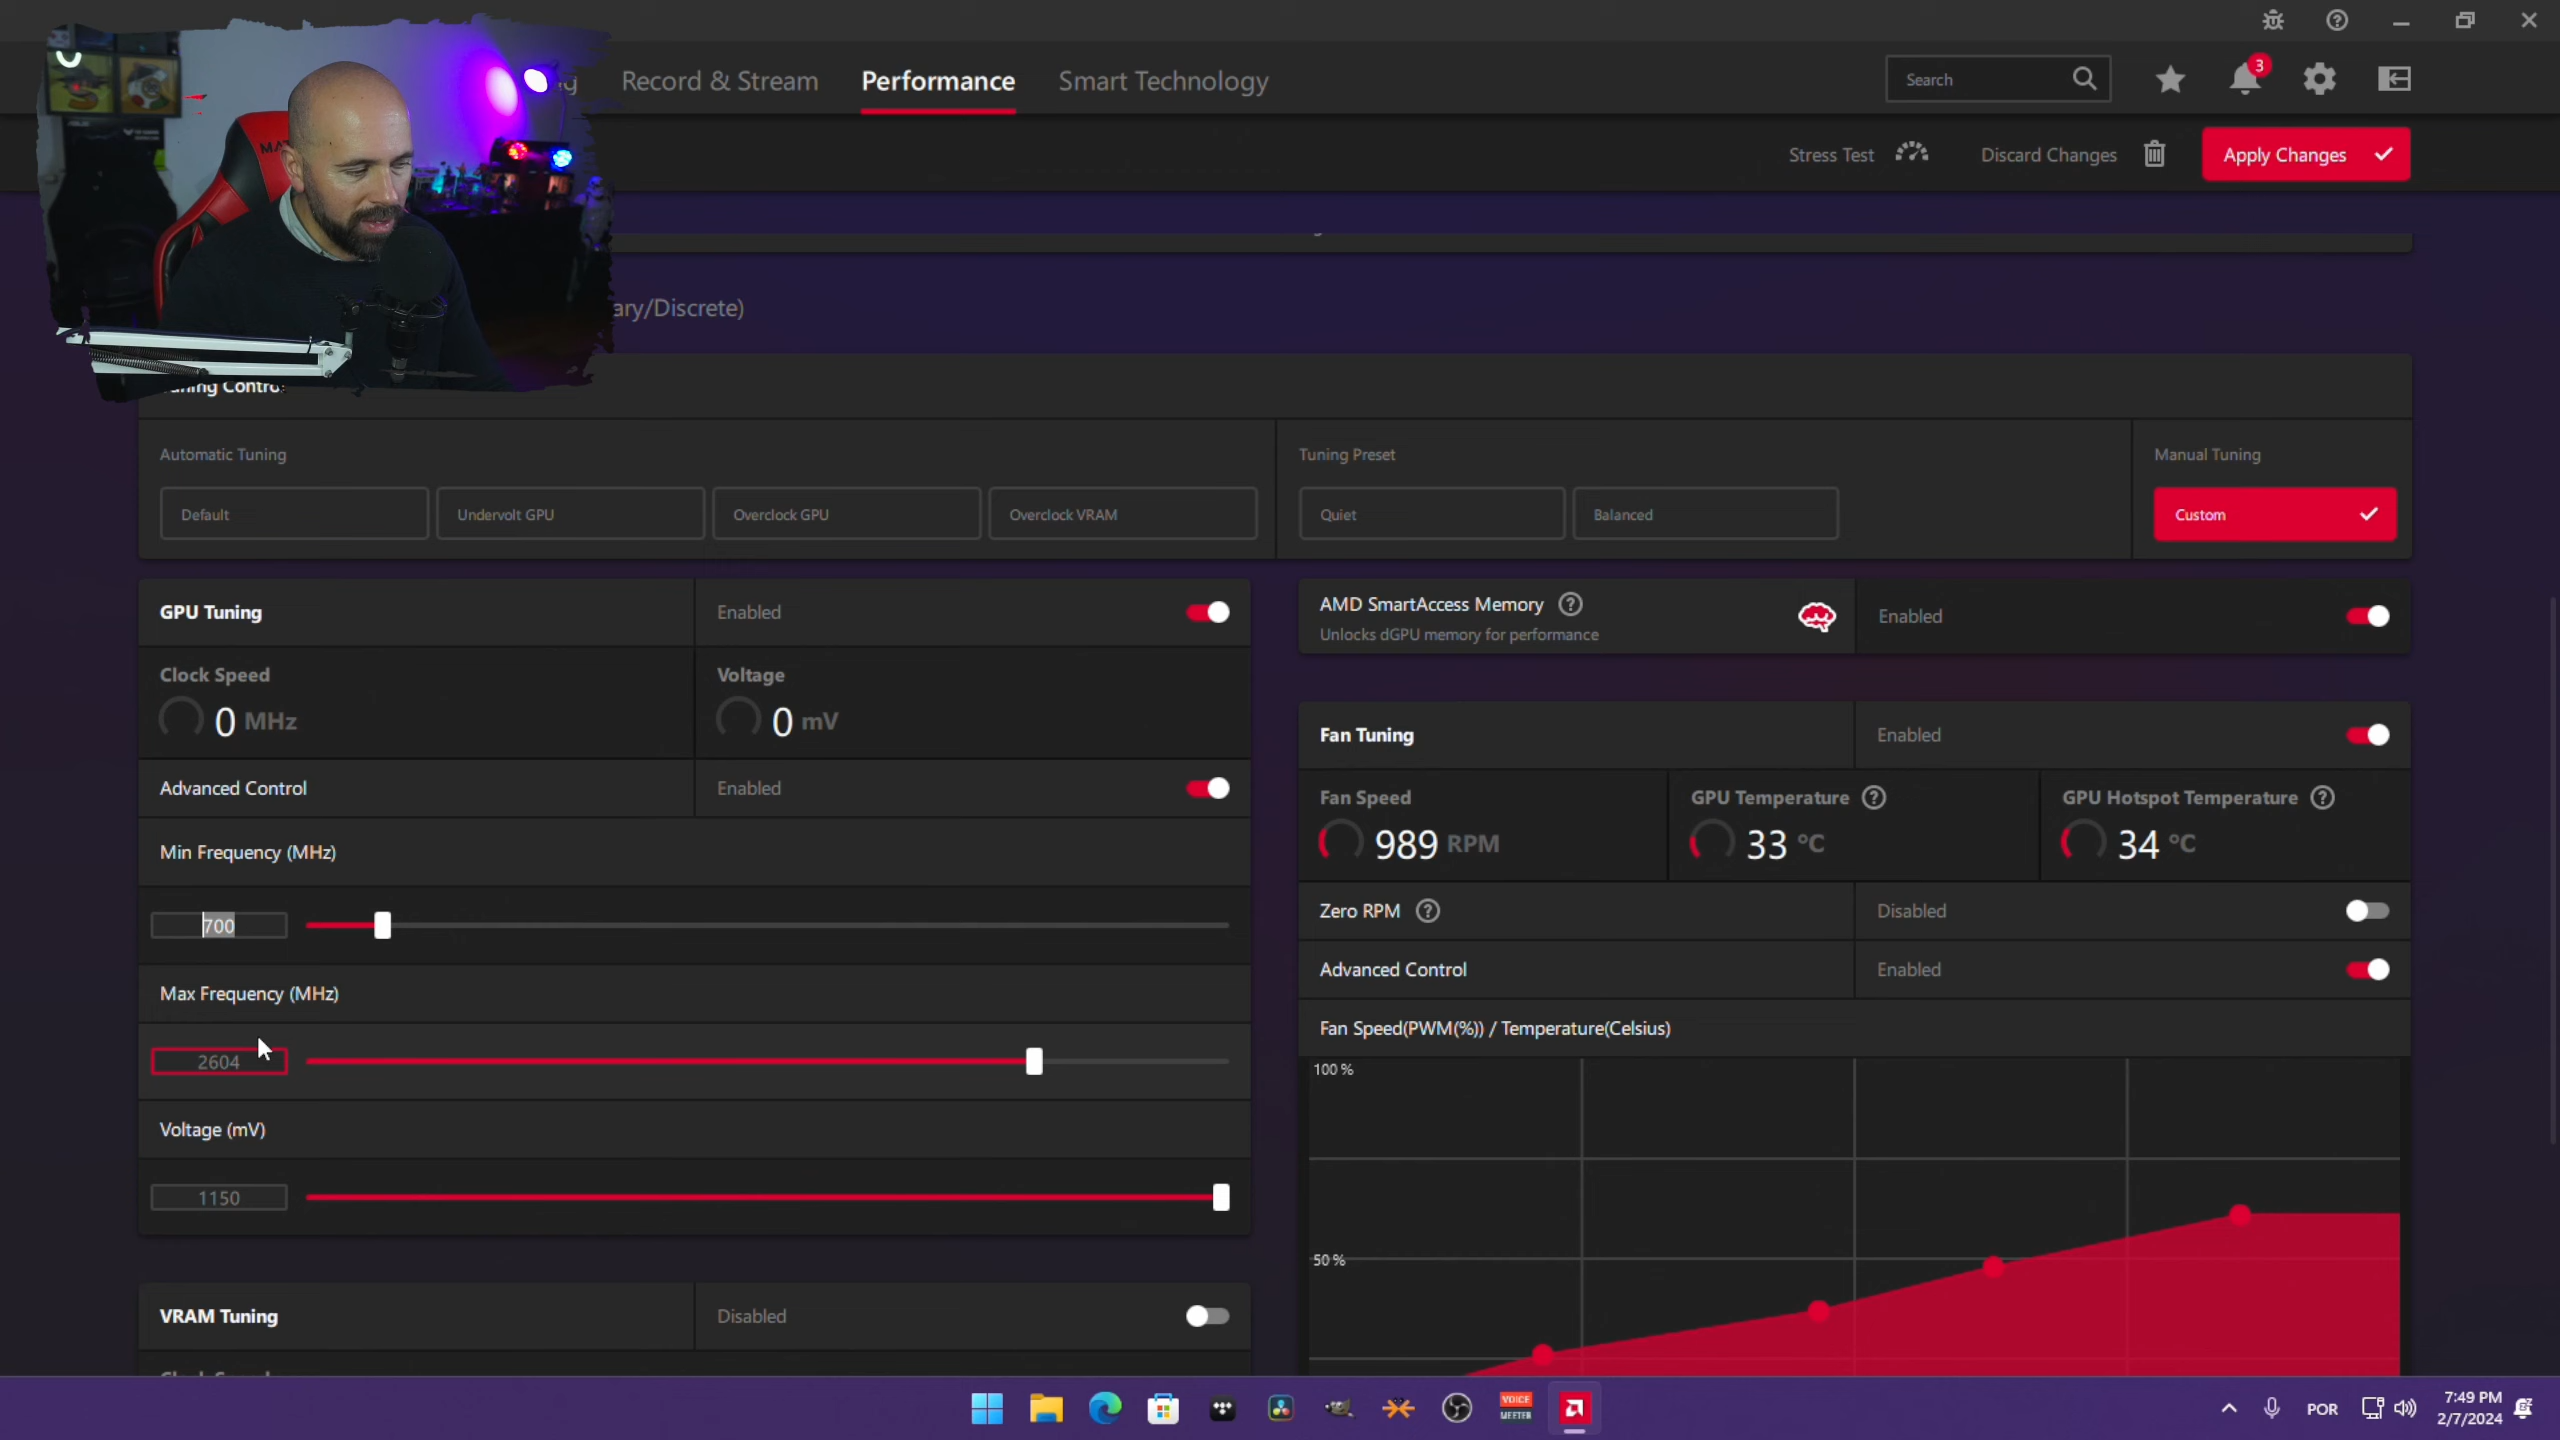 Record & Stream
Performance
Smart Technology
Search
3
Stress Test
Discard Changes
Apply Changes
ary/Discrete)
Automatic Tuning
Tuning Preset
Manual Tuning
Default
Undervolt GPU
Overclock GPU
Overclock VRAM
Quiet
Balanced
Custom
GPU Tuning
Enabled
Clock Speed
0 MHz
Voltage
0 mV
Advanced Control
Enabled
Min Frequency (MHz)
700
Max Frequency (MHz)
2604
Voltage (mV)
1150
VRAM Tuning
Disabled
AMD SmartAccess Memory
Unlocks dGPU memory for performance
Enabled
Fan Tuning
Enabled
Fan Speed
989 RPM
GPU Temperature
33 °C
GPU Hotspot Temperature
34 °C
Zero RPM
Disabled
Advanced Control
Enabled
Fan Speed(PWM(%)) / Temperature(Celsius)
100 %
50 %
VOICE
MEETER
POR
7:49 PM
2/7/2024